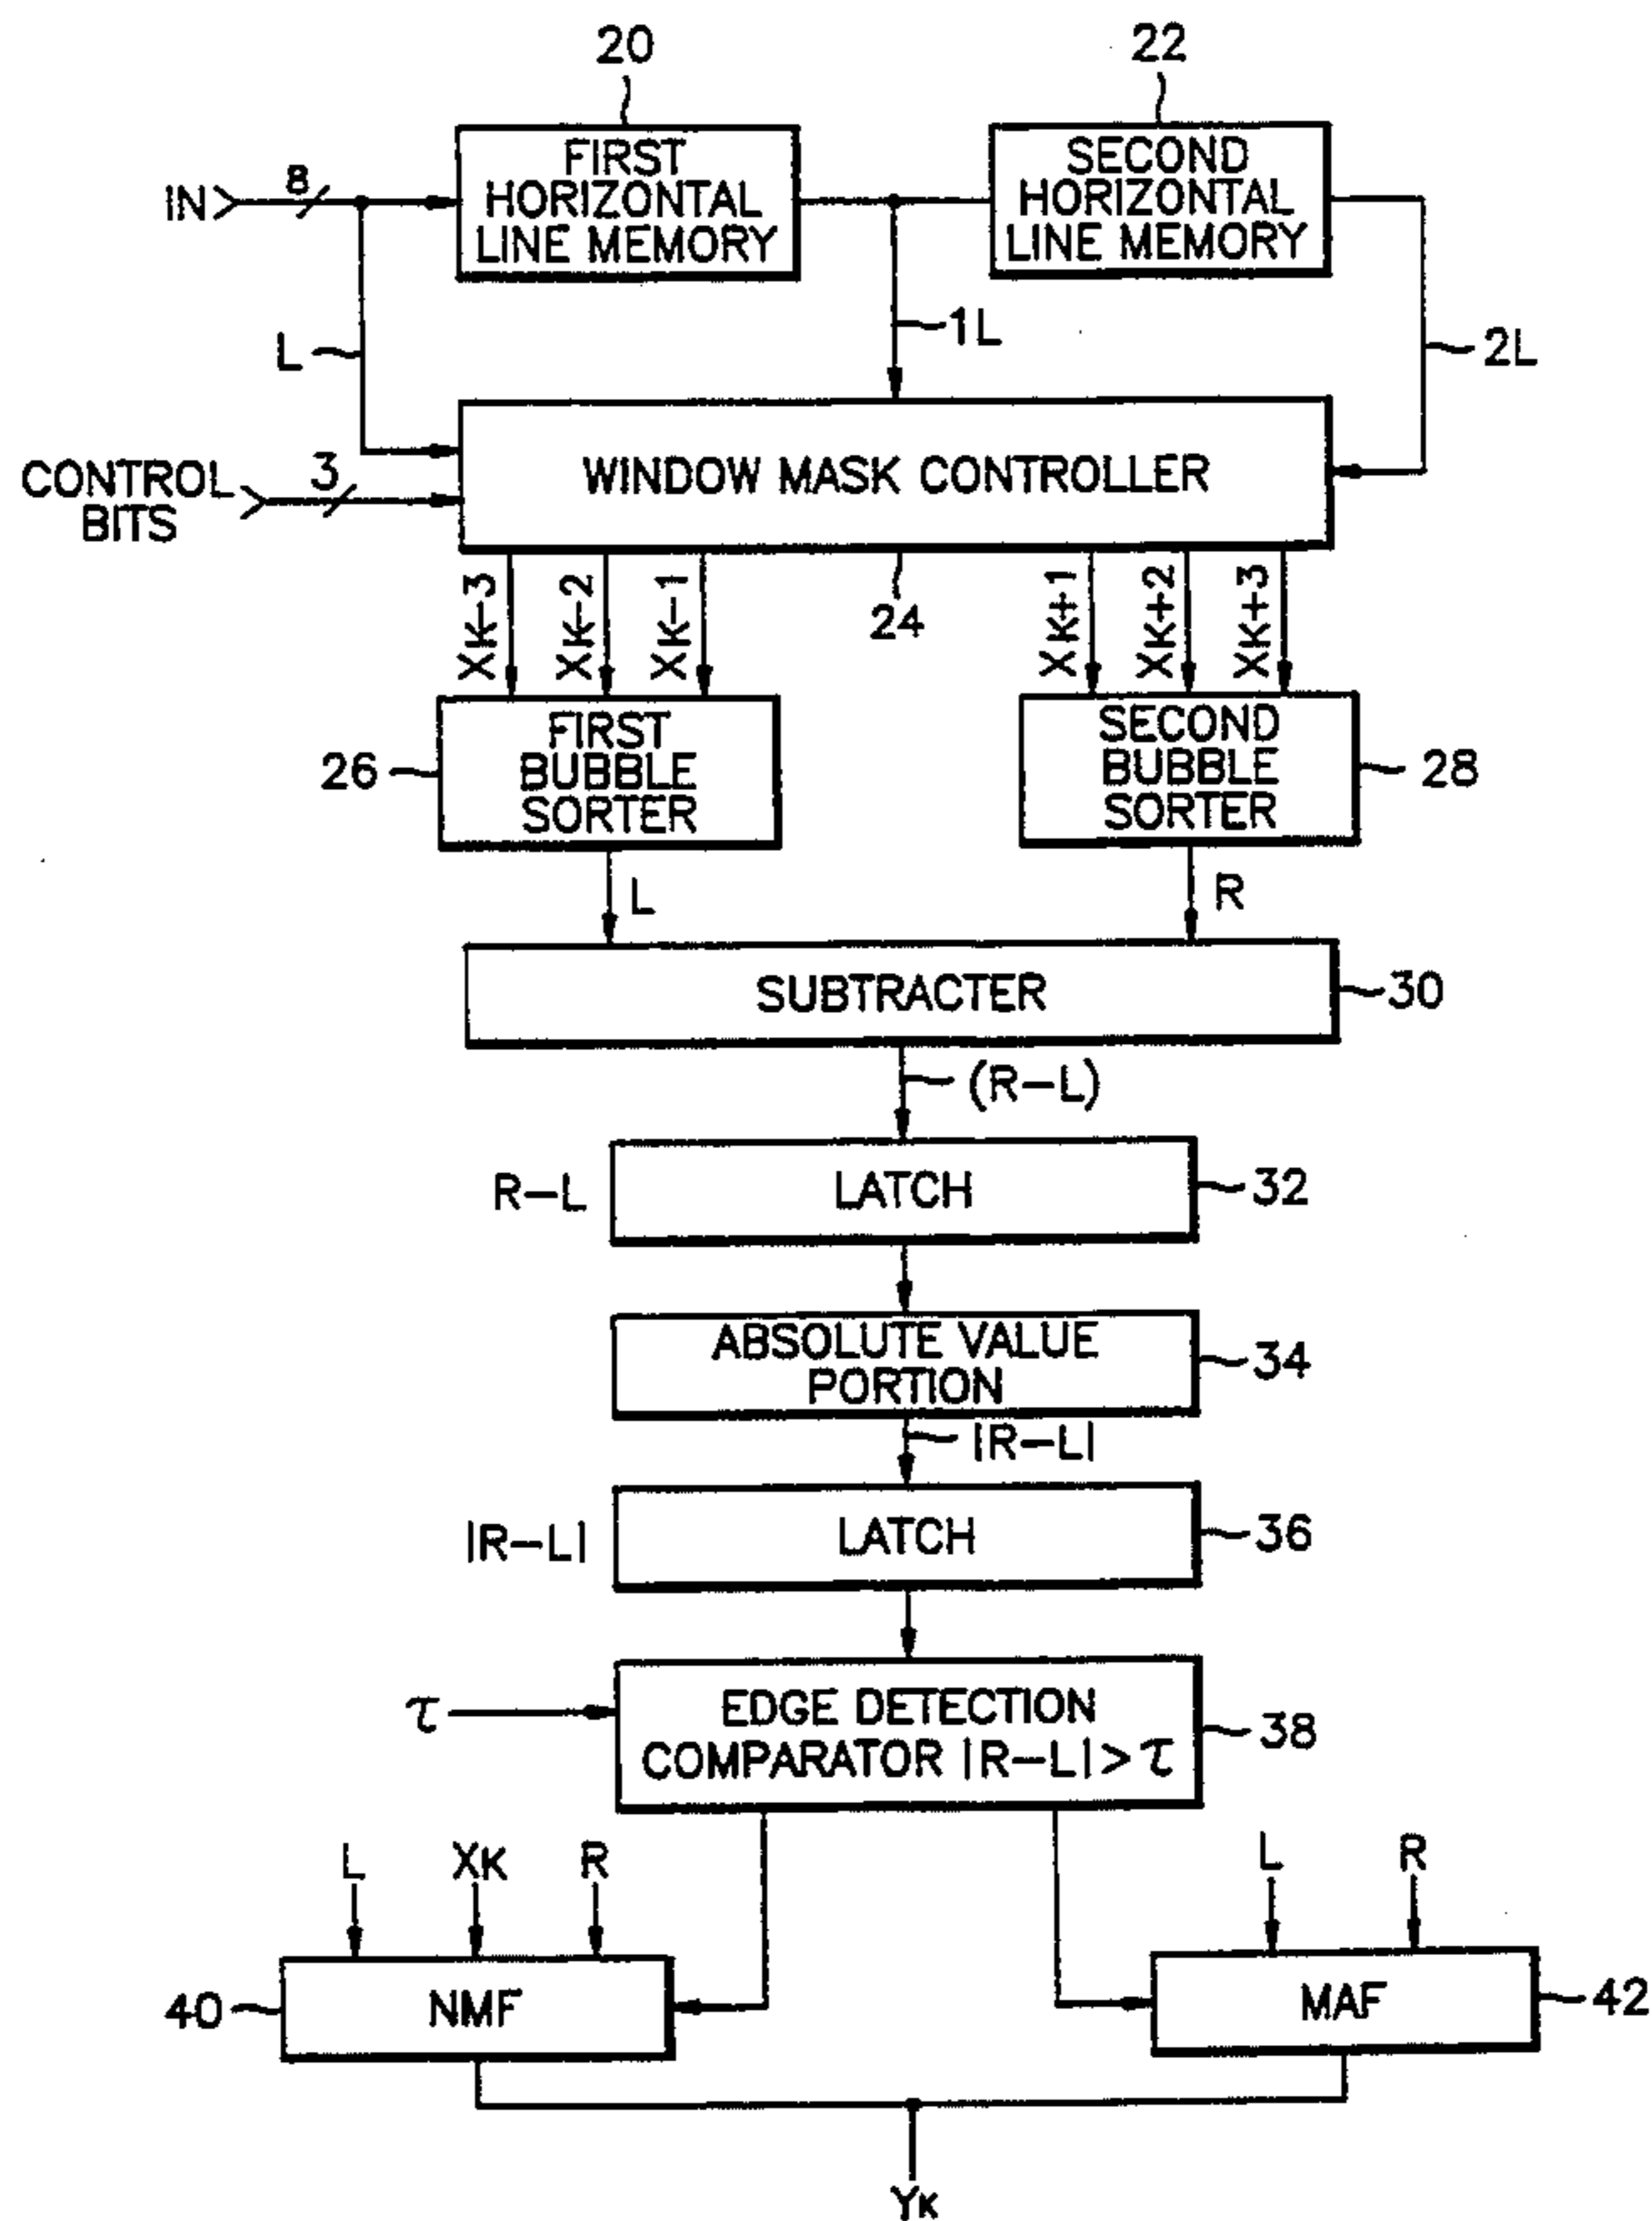 20
22
IN
8
FIRST
HORIZONTAL
LINE MEMORY
SECOND
HORIZONTAL
LINE MEMORY
L
1L
2L
CONTROL
BITS
3
WINDOW MASK CONTROLLER
24
XK-3
XK-2
XK-1
XK+1
XK+2
XK+3
26
FIRST
BUBBLE
SORTER
SECOND
BUBBLE
SORTER
28
L
R
SUBTRACTER
30
(R-L)
R-L
LATCH
32
ABSOLUTE VALUE
PORTION
34
|R-L|
|R-L|
LATCH
36
τ
EDGE DETECTION
COMPARATOR |R-L| > τ
38
L
XK
R
L
R
40
NMF
MAF
42
YK